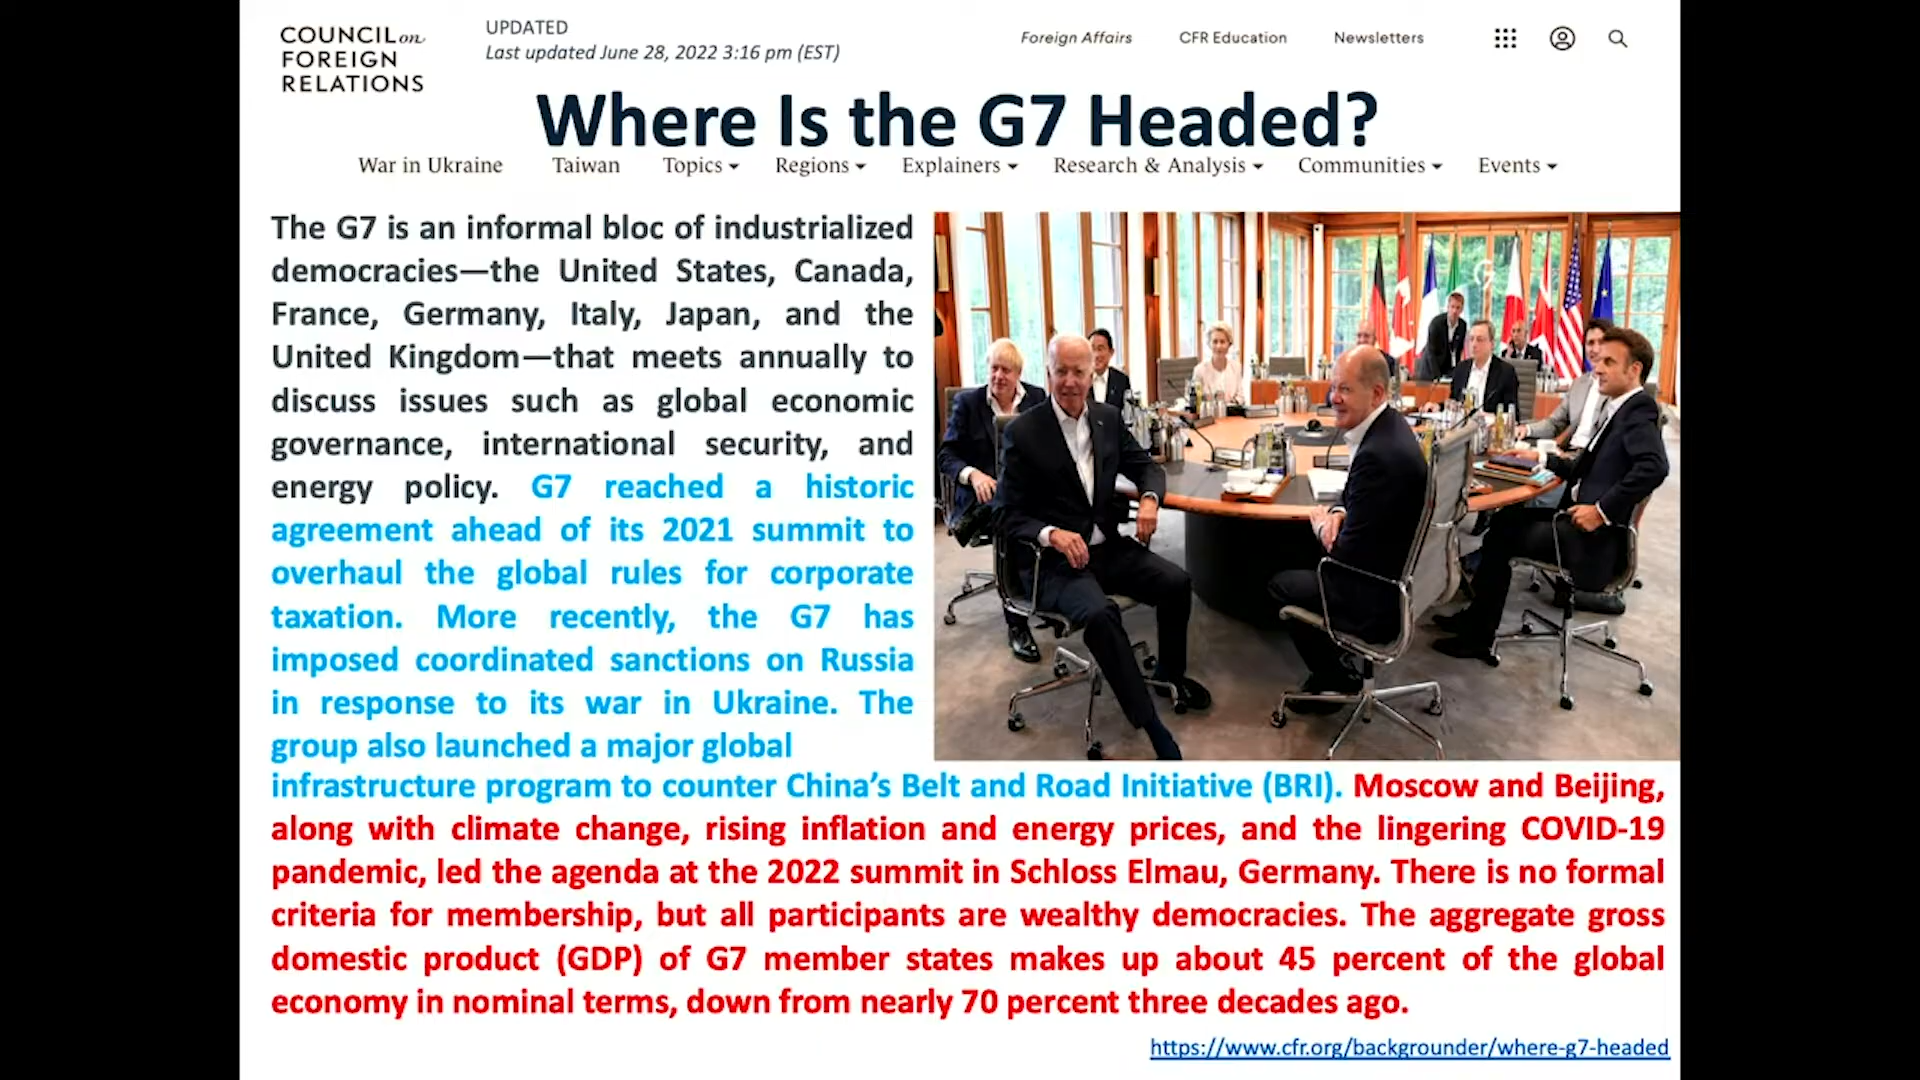 COUNCIL on
FOREIGN
RELATIONS
UPDATED
Last updated June 28, 2022 3:16 pm (EST)
Foreign Affairs
CFR Education
Newsletters
Where Is the G7 Headed?
War in Ukraine
Taiwan
Topics
Regions
Explainers
Research & Analysis
Communities
Events
The G7 is an informal bloc of industrialized
democracies—the United States, Canada,
France, Germany, Italy, Japan, and the
United Kingdom—that meets annually to
discuss issues such as global economic
governance, international security, and
energy policy. G7 reached a historic
agreement ahead of its 2021 summit to
overhaul the global rules for corporate
taxation. More recently, the G7 has
imposed coordinated sanctions on Russia
in response to its war in Ukraine. The
group also launched a major global
infrastructure program to counter China’s Belt and Road Initiative (BRI). Moscow and Beijing,
along with climate change, rising inflation and energy prices, and the lingering COVID-19
pandemic, led the agenda at the 2022 summit in Schloss Elmau, Germany. There is no formal
criteria for membership, but all participants are wealthy democracies. The aggregate gross
domestic product (GDP) of G7 member states makes up about 45 percent of the global
economy in nominal terms, down from nearly 70 percent three decades ago.
https://www.cfr.org/backgrounder/where-g7-headed